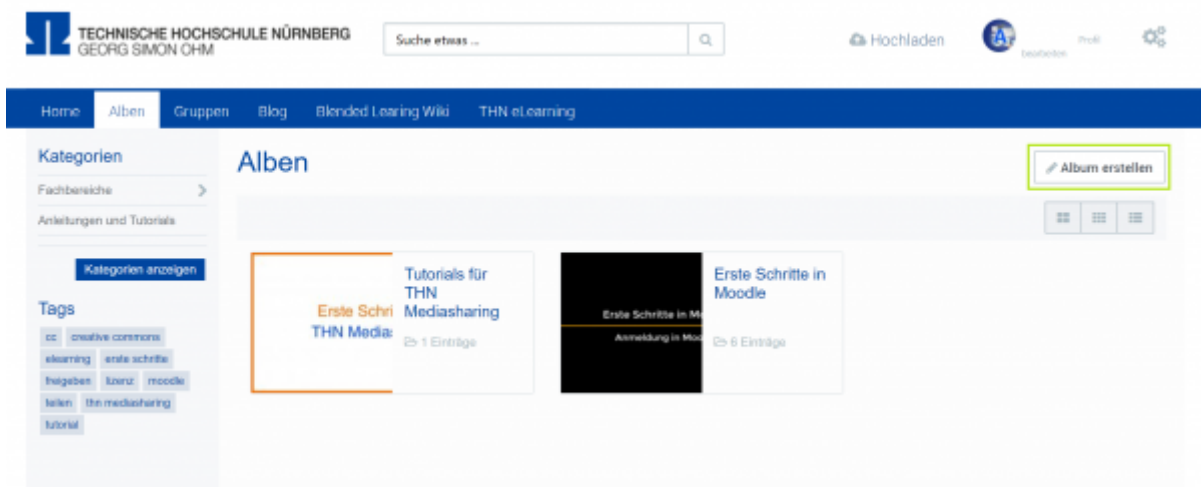 TECHNISCHE HOCHSCHULE NÜRNBERG
GEORG SIMON OHM
Suche etwas ...
Hochladen
Profil
bearbeiten
Home Alben Gruppen Blog Blended Learing Wiki THN eLearning
Kategorien
Fachbereiche
Anleitungen und Tutorials
Kategorien anzeigen
Tags
cc creative commons
elearning erste schritte
freigeben lizenz moodle
teilen thn mediasharing
tutorial
Alben
Album erstellen
Erste Schri
THN Media
Tutorials für
THN
Mediasharing
1 Einträge
Erste Schritte in M
Anmeldung in Moo
Erste Schritte in
Moodle
6 Einträge